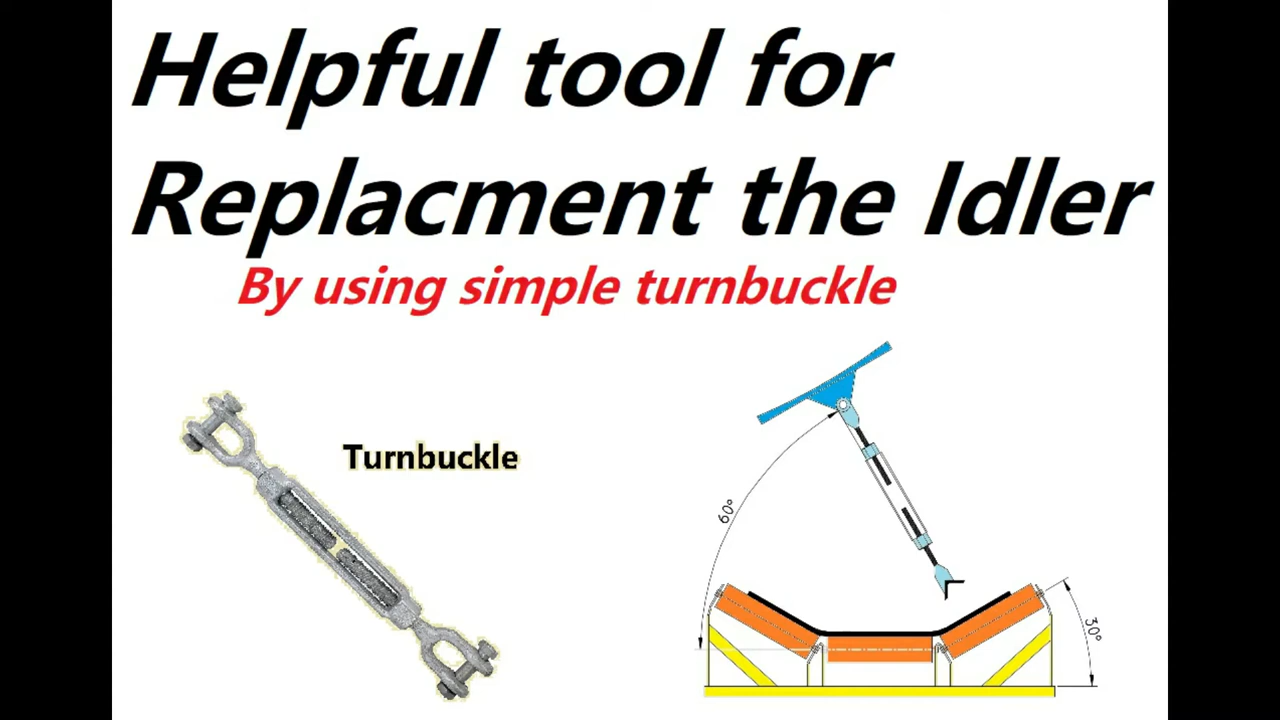 Helpful tool for
Replacment the Idler
By using simple turnbuckle
Turnbuckle
60°
30°